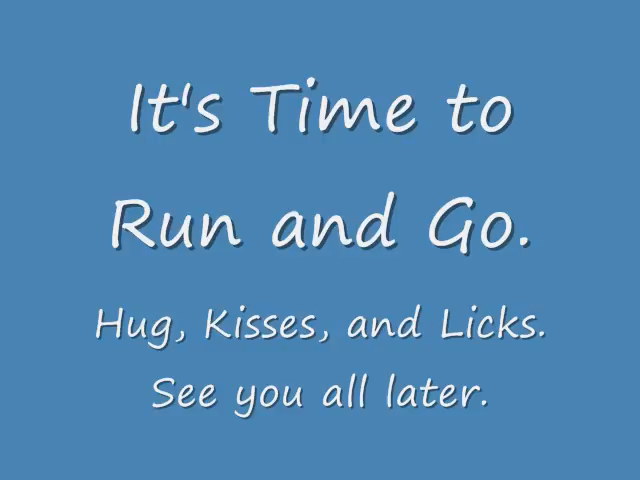 It's Time to
Run and Go.
Hug, Kisses, and Licks.
See you all later.